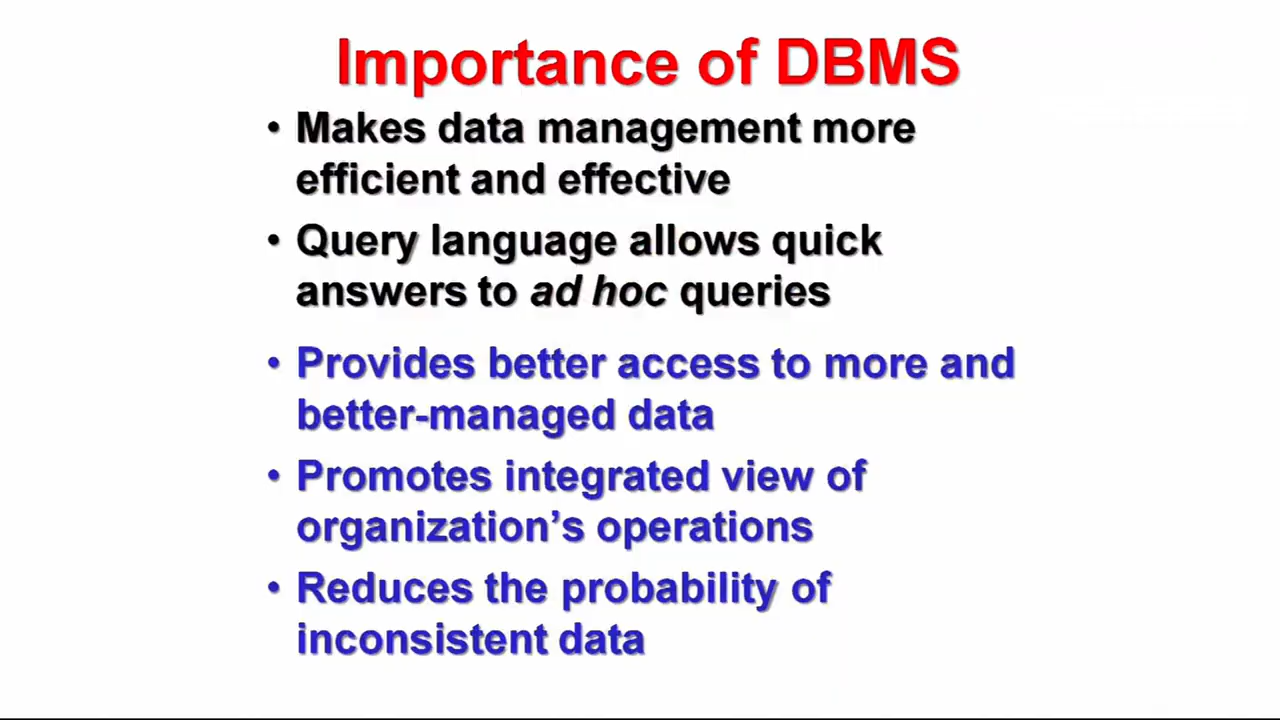 Importance of DBMS
• Makes data management more
efficient and effective
• Query language allows quick
answers to ad hoc queries
• Provides better access to more and
better-managed data
• Promotes integrated view of
organization’s operations
• Reduces the probability of
inconsistent data